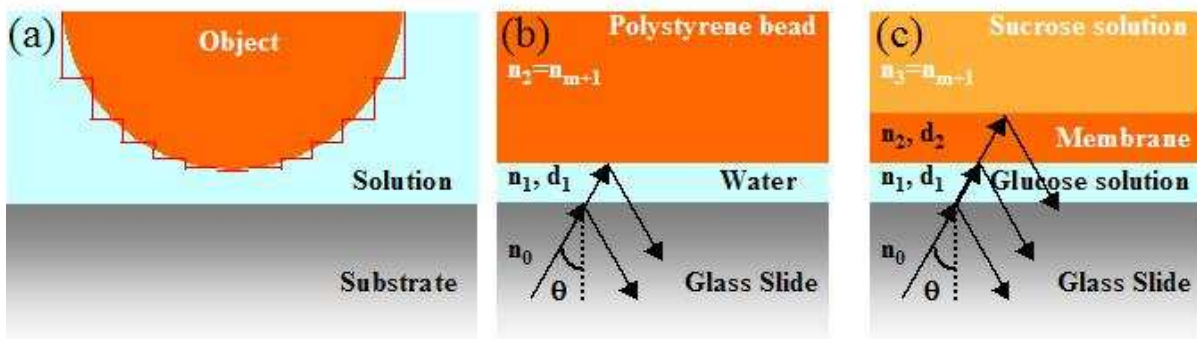 (a)
Object
Solution
Substrate
(b)
Polystyrene bead
n₂=nₘ₊₁
n₁, d₁
Water
n₀
θ
Glass Slide
(c)
Sucrose solution
n₃=nₘ₊₁
n₂, d₂
Membrane
n₁, d₁
Glucose solution
n₀
θ
Glass Slide